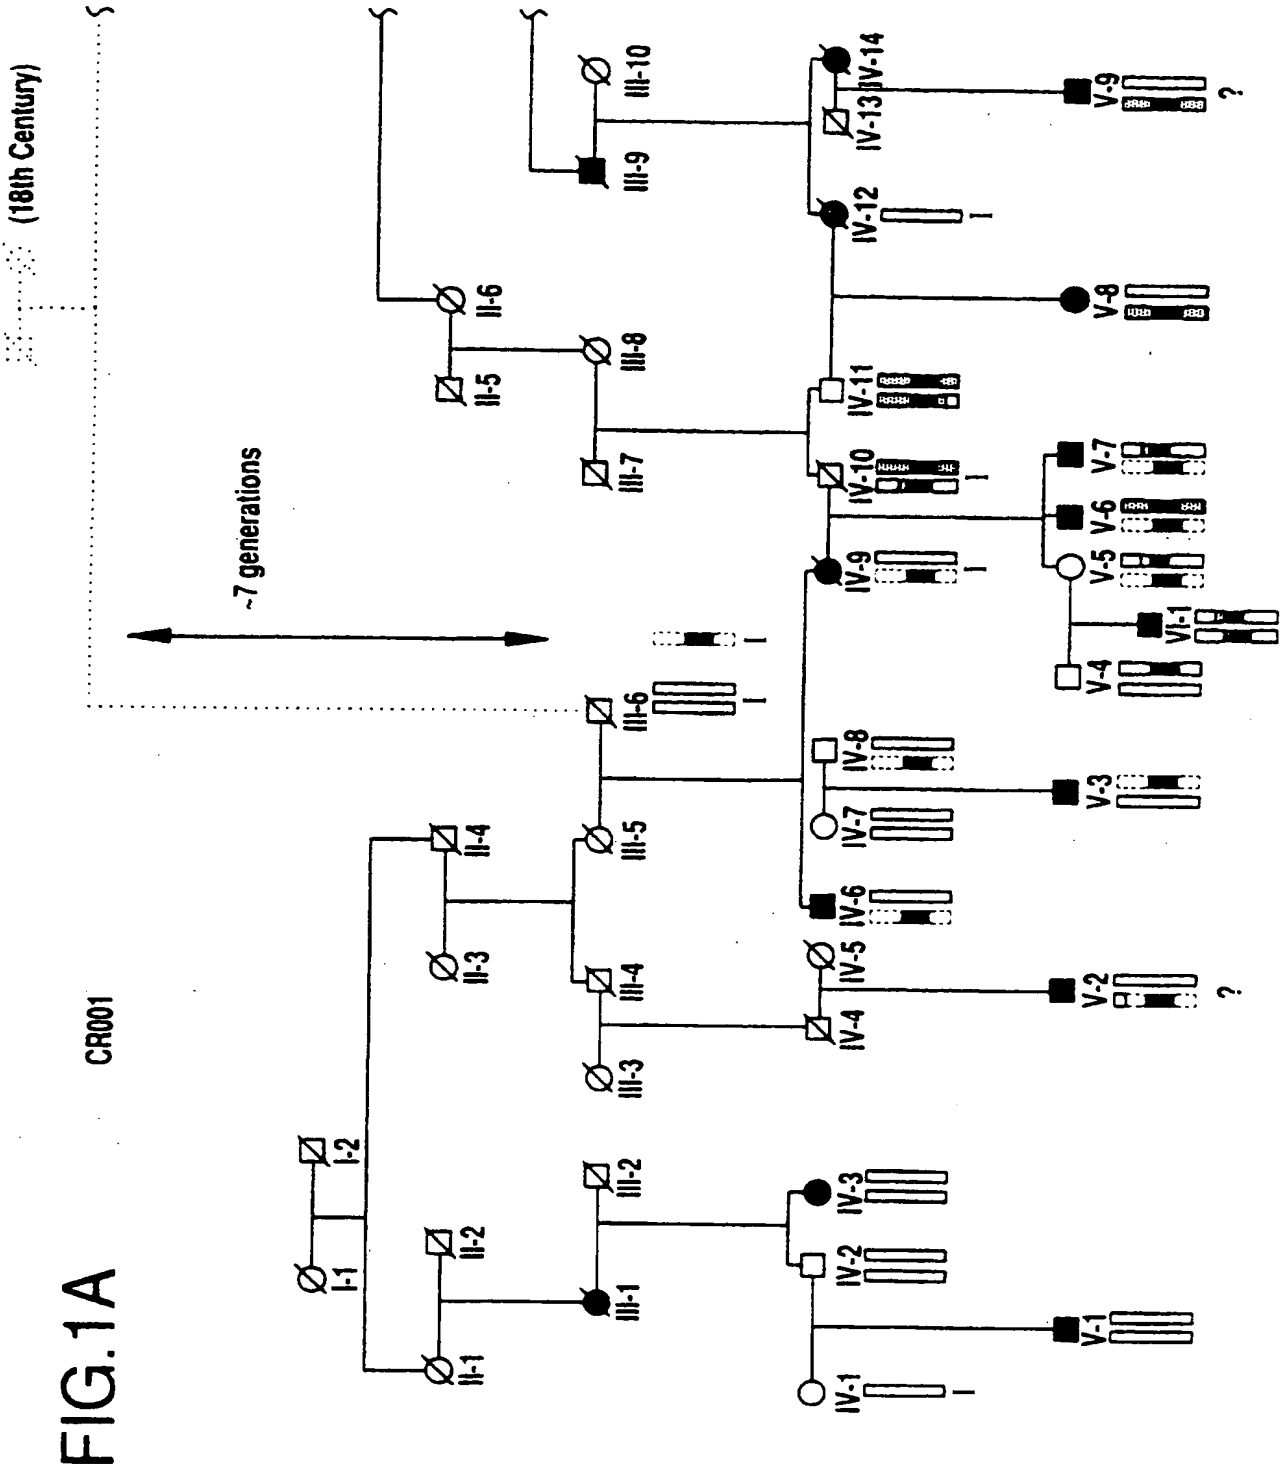 FIG. 1A
CR001
(18th Century)
~7 generations
I-1
I-2
II-1
II-2
II-3
II-4
II-5
II-6
III-1
III-2
III-3
III-4
III-5
III-6
III-7
III-8
III-9
III-10
IV-1
IV-2
IV-3
IV-4
IV-5
IV-6
IV-7
IV-8
IV-9
IV-10
IV-11
IV-12
IV-13
IV-14
V-1
V-2
?
V-3
V-4
VI-1
V-5
V-6
V-7
V-8
V-9
?